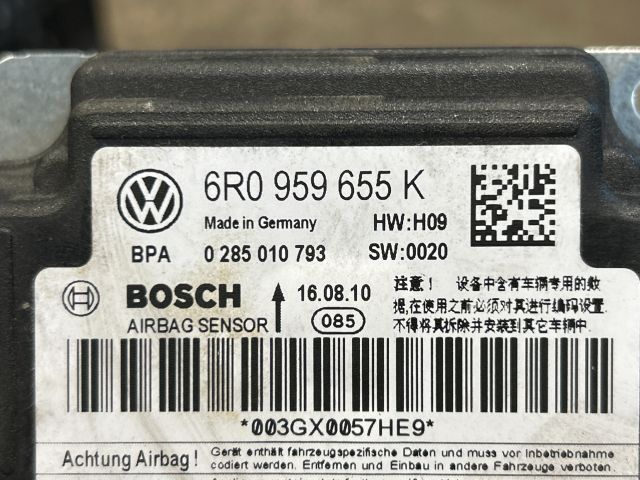 6R0 959 655 K
Made in Germany HW:H09
BPA 0 285 010 793 SW:0020
BOSCH 16.08.10
AIRBAG SENSOR 085
注意! 设备中含有车辆专用的数
据,在使用之前必须对其进行编码设置.
不得将其拆除并安装到其它车辆中.
*003GX0057HE9*
Achtung Airbag! Gerät enthält fahrzeugspezifische Daten und muss vor Inbetriebnahme
codiert werden. Entfernen und Einbau in andere Fahrzeuge verboten.